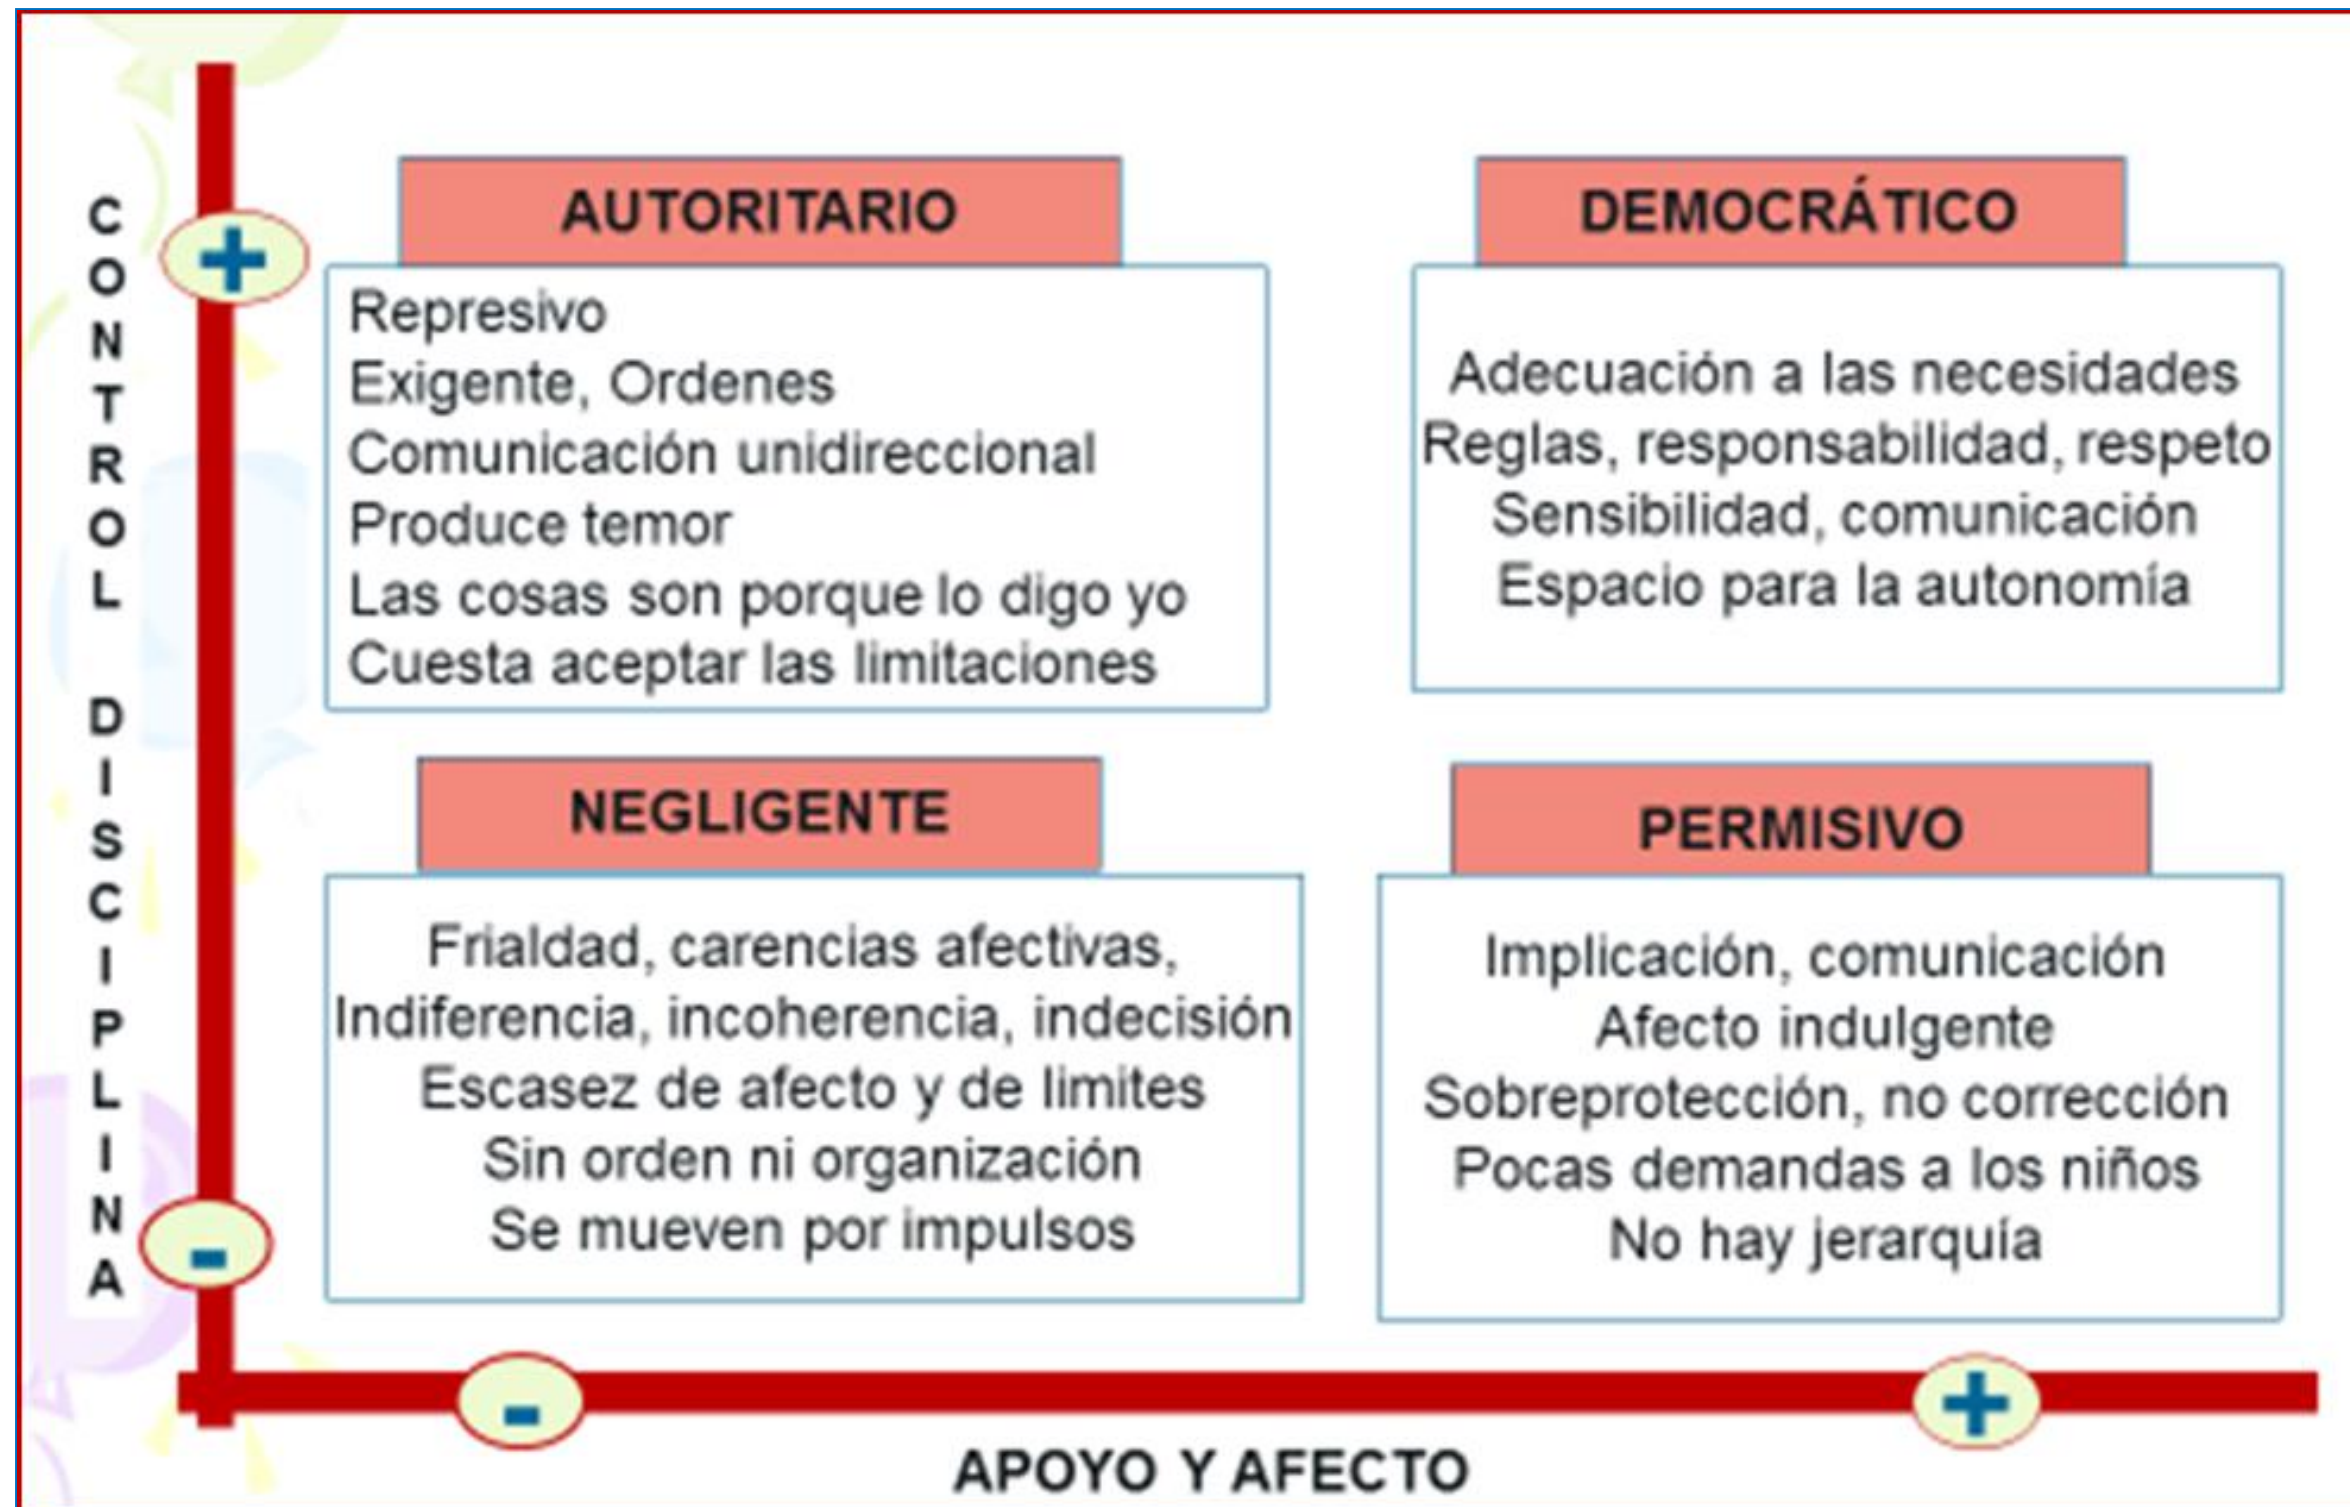 CONTROL DISCIPLINA
+
AUTORITARIO
Represivo
Exigente, Ordenes
Comunicación unidireccional
Produce temor
Las cosas son porque lo digo yo
Cuesta aceptar las limitaciones
DEMOCRÁTICO
Adecuación a las necesidades
Reglas, responsabilidad, respeto
Sensibilidad, comunicación
Espacio para la autonomía
NEGLIGENTE
Frialdad, carencias afectivas,
Indiferencia, incoherencia, indecisión
Escasez de afecto y de limites
Sin orden ni organización
Se mueven por impulsos
PERMISIVO
Implicación, comunicación
Afecto indulgente
Sobreprotección, no corrección
Pocas demandas a los niños
No hay jerarquía
-
-
+
APOYO Y AFECTO